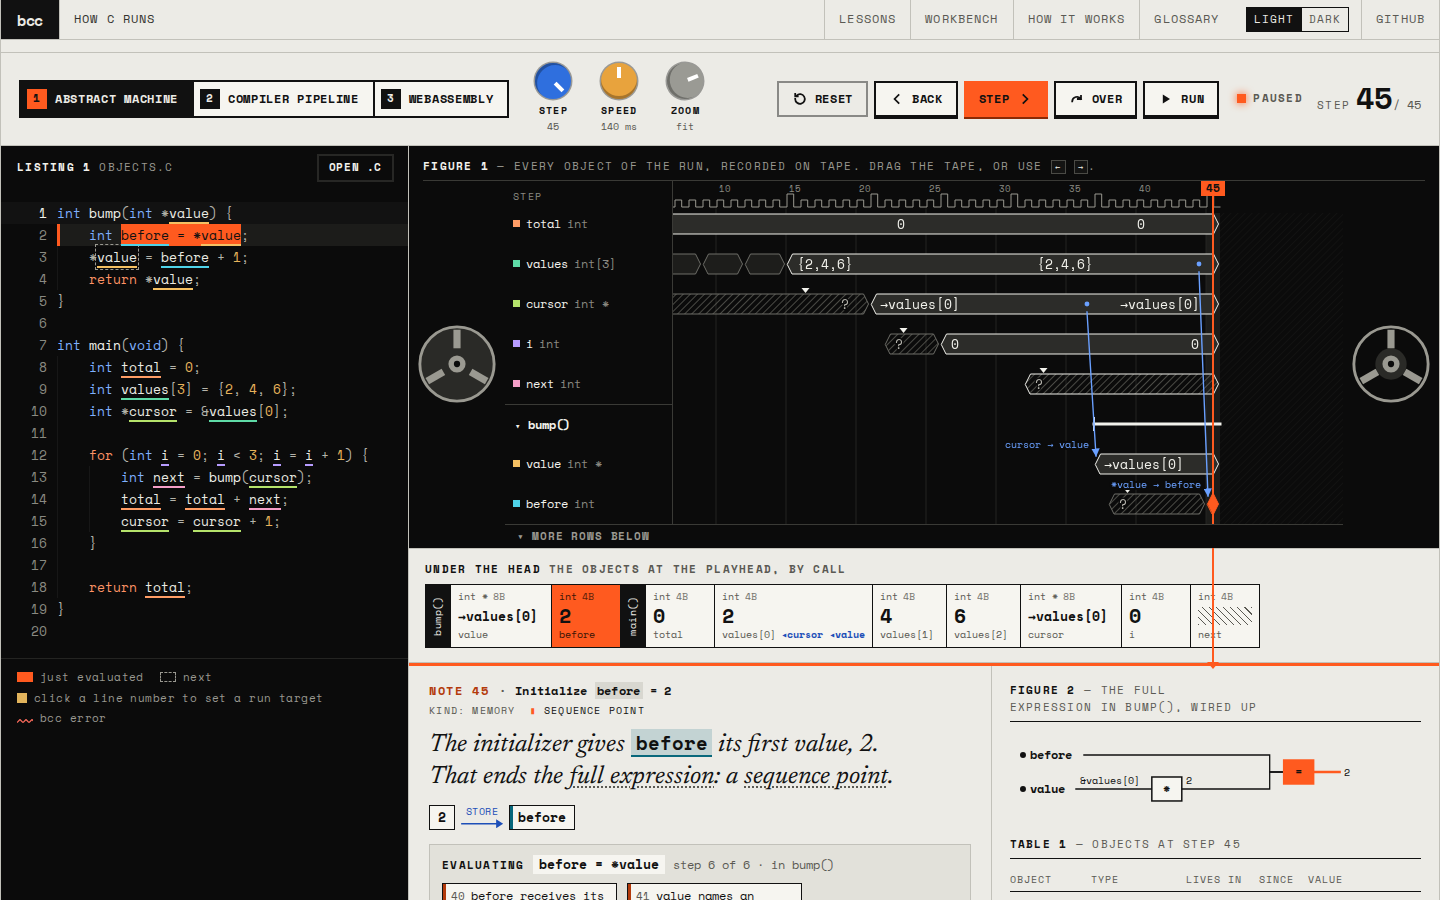 bcc HOW C RUNS LESSONS WORKBENCH HOW IT WORKS GLOSSARY LIGHT DARK GITHUB
1 ABSTRACT MACHINE 2 COMPILER PIPELINE 3 WEBASSEMBLY
STEP SPEED ZOOM
45 140 ms fit
RESET BACK STEP OVER RUN PAUSED STEP 45 / 45
LISTING 1 OBJECTS.C OPEN .C
1 int bump(int *value) {
2 int before = *value;
3 *value = before + 1;
4 return *value;
5 }
6
7 int main(void) {
8 int total = 0;
9 int values[3] = {2, 4, 6};
10 int *cursor = &values[0];
11
12 for (int i = 0; i < 3; i = i + 1) {
13 int next = bump(cursor);
14 total = total + next;
15 cursor = cursor + 1;
16 }
17
18 return total;
19 }
20
just evaluated next
click a line number to set a run target
bcc error
FIGURE 1 — EVERY OBJECT OF THE RUN, RECORDED ON TAPE. DRAG THE TAPE, OR USE ← →.
STEP 10 15 20 25 30 35 40 45
total int 0 0
values int[3] {2,4,6} {2,4,6}
cursor int * ? →values[0] →values[0]
i int ? 0 0
next int ?
▾ bump()
cursor → value
value int * →values[0]
*value → before
before int ?
▾ MORE ROWS BELOW
UNDER THE HEAD THE OBJECTS AT THE PLAYHEAD, BY CALL
bump()
int * 8B →values[0] value
int 4B 2 before
main()
int 4B 0 total
int 4B 2 values[0] ◂cursor ◂value
int 4B 4 values[1]
int 4B 6 values[2]
int * 8B →values[0] cursor
int 4B 0 i
int 4B next
NOTE 45 · Initialize before = 2
KIND: MEMORY SEQUENCE POINT
The initializer gives before its first value, 2.
That ends the full expression: a sequence point.
2 STORE before
EVALUATING before = *value step 6 of 6 · in bump()
40 before receives its 41 value names an
FIGURE 2 — THE FULL
EXPRESSION IN BUMP(), WIRED UP
before
value &values[0] * 2 = 2
TABLE 1 — OBJECTS AT STEP 45
OBJECT TYPE LIVES IN SINCE VALUE